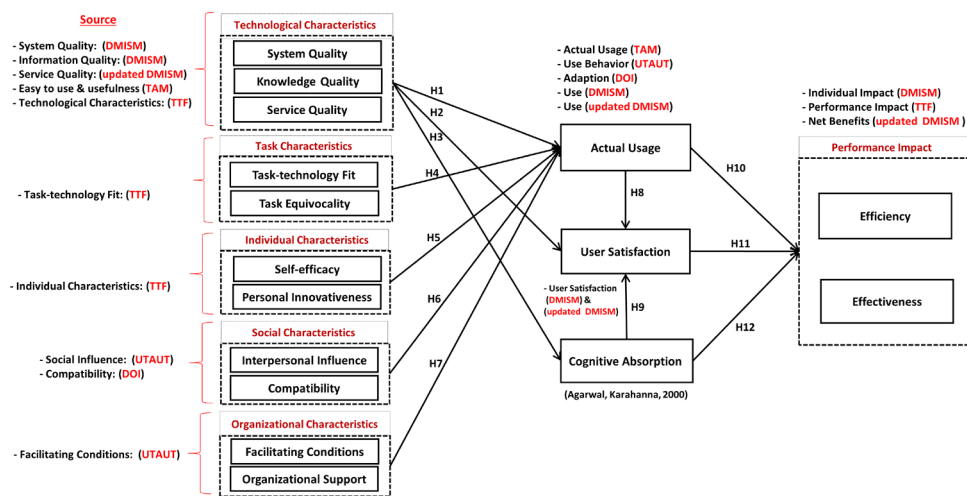 Source
- System Quality: (DMISM)
- Information Quality: (DMISM)
- Service Quality: (updated DMISM)
- Easy to use & usefulness (TAM)
- Technological Characteristics: (TTF)
- Task-technology Fit: (TTF)
- Individual Characteristics: (TTF)
- Social Influence: (UTAUT)
- Compatibility: (DOI)
- Facilitating Conditions: (UTAUT)
Technological Characteristics
System Quality
Knowledge Quality
Service Quality
Task Characteristics
Task-technology Fit
Task Equivocality
Individual Characteristics
Self-efficacy
Personal Innovativeness
Social Characteristics
Interpersonal Influence
Compatibility
Organizational Characteristics
Facilitating Conditions
Organizational Support
H1
H2
H3
H4
H5
H6
H7
- Actual Usage (TAM)
- Use Behavior (UTAUT)
- Adaption (DOI)
- Use (DMISM)
- Use (updated DMISM)
Actual Usage
H8
User Satisfaction
- User Satisfaction
(DMISM) &
(updated DMISM)
H9
Cognitive Absorption
(Agarwal, Karahanna, 2000)
H10
H11
H12
- Individual Impact (DMISM)
- Performance Impact (TTF)
- Net Benefits (updated DMISM )
Performance Impact
Efficiency
Effectiveness